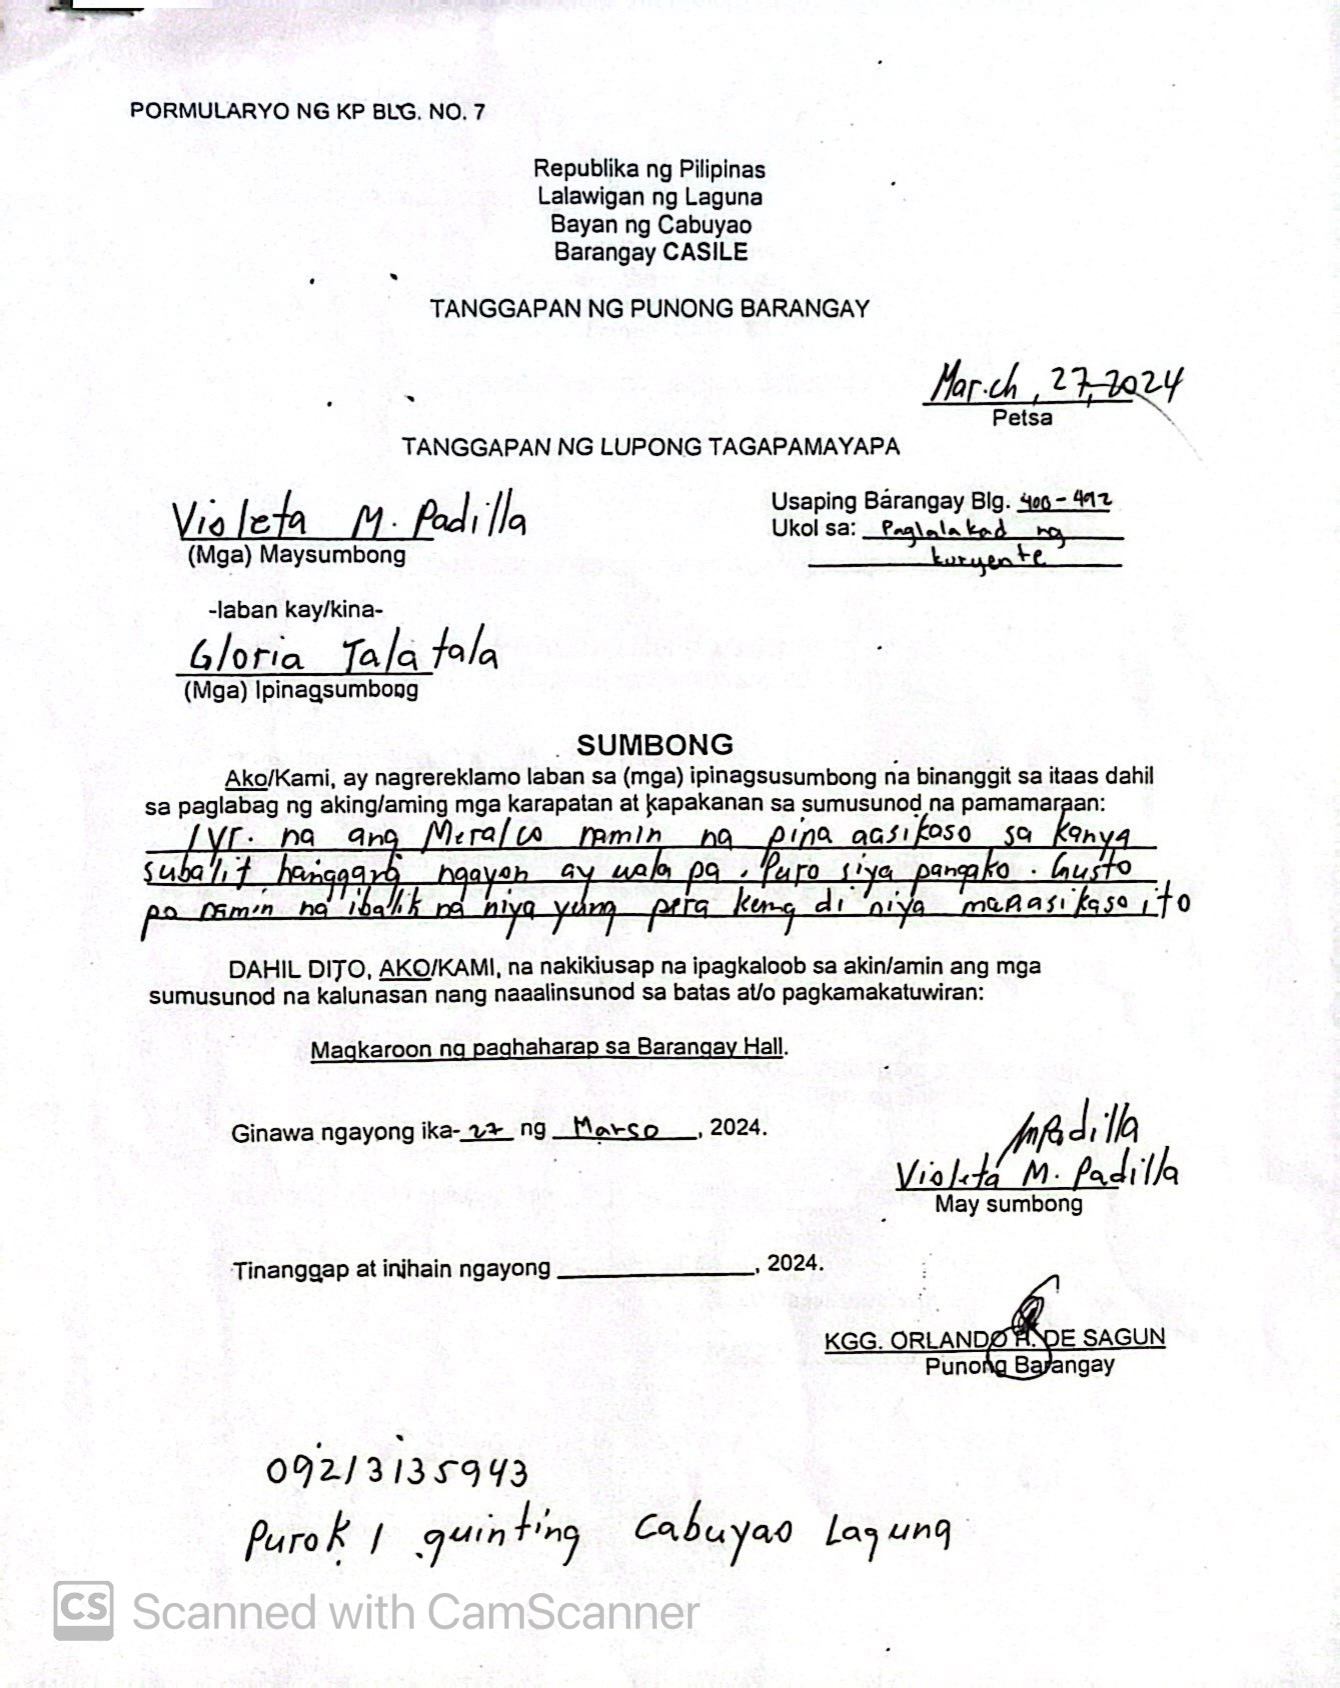 PORMULARYO NG KP BLG. NO. 7
Republika ng Pilipinas
Lalawigan ng Laguna
Bayan ng Cabuyao
Barangay CASILE
TANGGAPAN NG PUNONG BARANGAY
March, 27, 2024
Petsa
TANGGAPAN NG LUPONG TAGAPAMAYAPA
Violeta M. Padilla
(Mga) Maysumbong
Usaping Barangay Blg. 400-492
Ukol sa: Paglalakad ng
kuryente
-laban kay/kina-
Gloria Talatala
(Mga) Ipinagsumbong
SUMBONG
Ako/Kami, ay nagrereklamo laban sa (mga) ipinagsusumbong na binanggit sa itaas dahil
sa paglabag ng aking/aming mga karapatan at kapakanan sa sumusunod na pamamaraan:
1 yr. na ang Meralco namin na pina aasikaso sa kanya
subalit hanggang ngayon ay wala pa. Puro siya pangako. Gusto
po namin na ibalik na niya yung pera kung di niya maaasikaso ito
DAHIL DITO, AKO/KAMI, na nakikiusap na ipagkaloob sa akin/amin ang mga
sumusunod na kalunasan nang naaalinsunod sa batas at/o pagkamakatuwiran:
Magkaroon ng paghaharap sa Barangay Hall.
Ginawa ngayong ika-27 ng Marso, 2024.
Violeta M. Padilla
May sumbong
Tinanggap at inihain ngayong ____________, 2024.
KGG. ORLANDO H. DE SAGUN
Punong Barangay
09213135943
Purok 1 quinting Cabuyao Laguna
CS Scanned with CamScanner